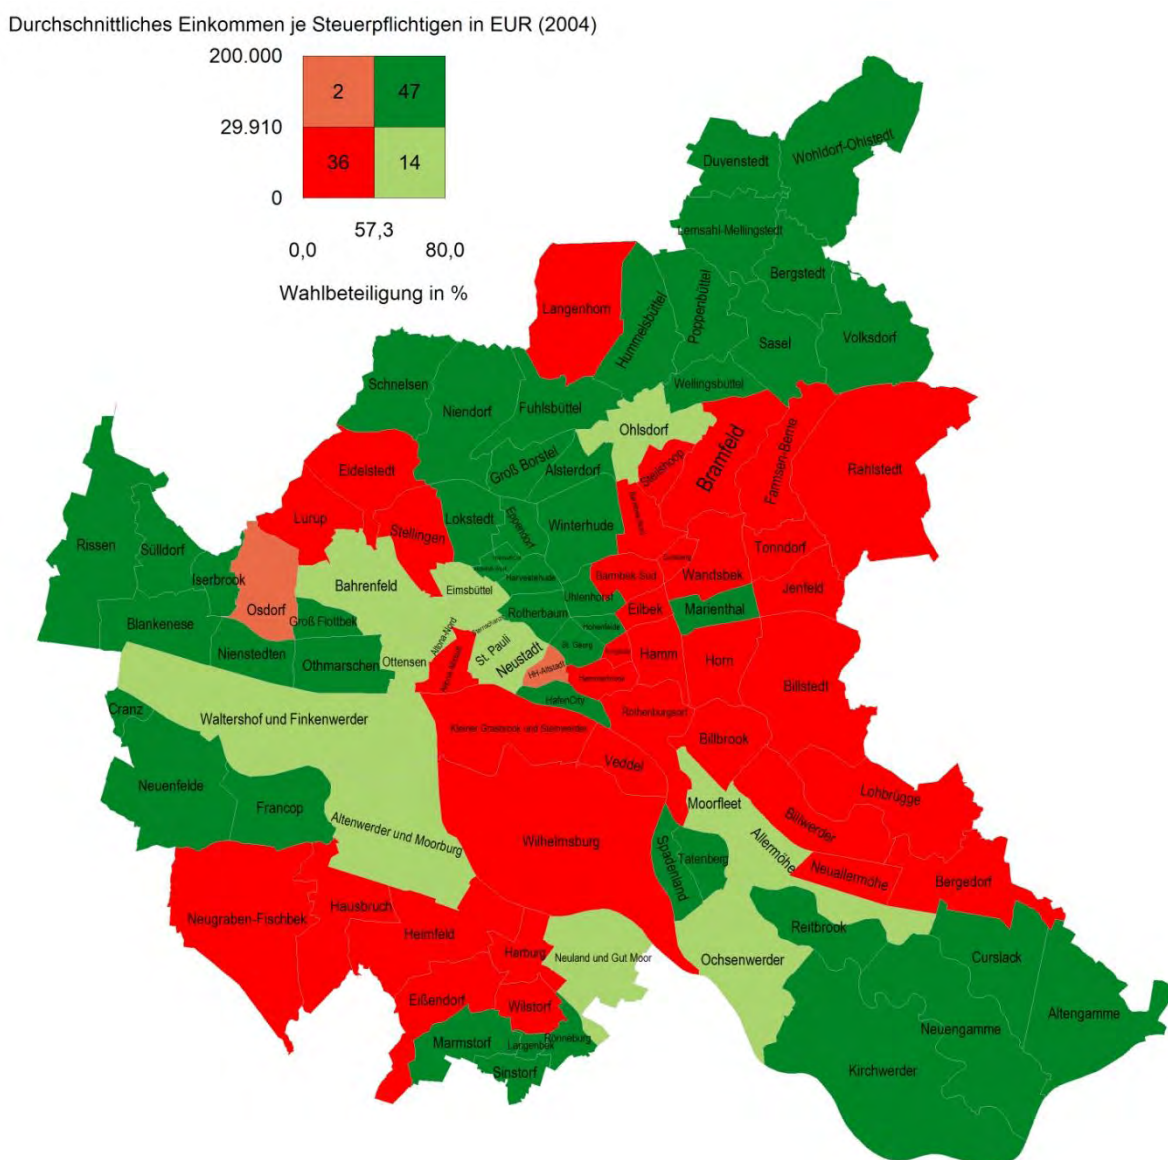 Durchschnittliches Einkommen je Steuerpflichtigen in EUR (2004)
200.000
2
47
29.910
36
14
0
57,3
0,0
80,0
Wahlbeteiligung in %
Wohldorf-Ohlstedt
Duvenstedt
Lemsahl-Mellingstedt
Bergstedt
Langenhorn
Hummelsbüttel
Poppenbüttel
Sasel
Volksdorf
Schnelsen
Niendorf
Fuhlsbüttel
Wellingsbüttel
Ohlsdorf
Groß Borstel
Alsterdorf
Steilshoop
Bramfeld
Farmsen-Berne
Rahlstedt
Eidelstedt
Lurup
Stellingen
Lokstedt
Eppendorf
Winterhude
Tonndorf
Rissen
Sülldorf
Iserbrook
Osdorf
Bahrenfeld
Eimsbüttel
Harvestehude
Barmbek-Süd
Wandsbek
Jenfeld
Uhlenhorst
Eilbek
Marienthal
Blankenese
Groß Flottbek
Rotherbaum
Hohenfelde
Nienstedten
Othmarschen
Ottensen
Altona-Nord
St. Pauli
Neustadt
St. Georg
HH-Altstadt
Hamm
Horn
Billstedt
Cranz
Waltershof und Finkenwerder
HafenCity
Rothenburgsort
Kleiner Grasbrook und Steinwerder
Billbrook
Veddel
Neuenfelde
Francop
Altenwerder und Moorburg
Wilhelmsburg
Moorfleet
Lohbrügge
Billwerder
Spadenland
Tatenberg
Allermöhe
Neuallermöhe
Bergedorf
Neugraben-Fischbek
Hausbruch
Heimfeld
Harburg
Neuland und Gut Moor
Ochsenwerder
Reitbrook
Curslack
Eißendorf
Wilstorf
Altengamme
Neuengamme
Marmstorf
Langenbek
Rönneburg
Sinstorf
Kirchwerder